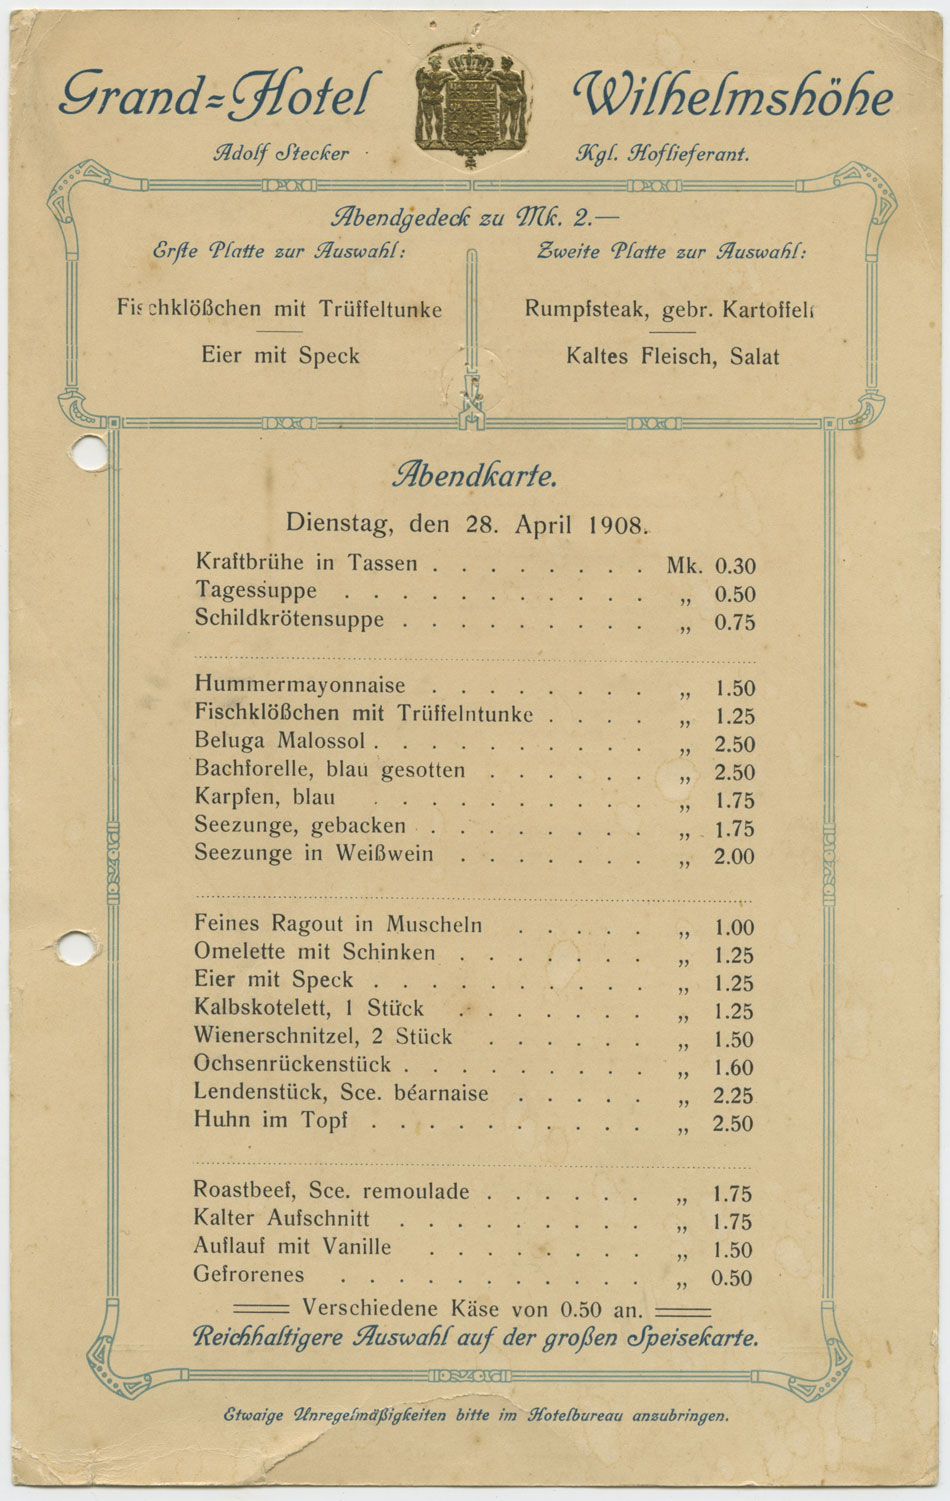 Grand=Hotel Wilhelmshöhe
Adolf Stecker Kgl. Hoflieferant.
Abendgedeck zu Mk. 2.—
Erste Platte zur Auswahl:
Fischklößchen mit Trüffeltunke
Eier mit Speck
Zweite Platte zur Auswahl:
Rumpfsteak, gebr. Kartoffeln
Kaltes Fleisch, Salat
Abendkarte.
Dienstag, den 28. April 1908.
Kraftbrühe in Tassen . . . . . . . . Mk. 0.30
Tagessuppe . . . . . . . . . . . „ 0.50
Schildkrötensuppe . . . . . . . . . „ 0.75
Hummermayonnaise . . . . . . . . „ 1.50
Fischklößchen mit Trüffelntunke . . . . „ 1.25
Beluga Malossol . . . . . . . . . . „ 2.50
Bachforelle, blau gesotten . . . . . . „ 2.50
Karpfen, blau . . . . . . . . . . „ 1.75
Seezunge, gebacken . . . . . . . . „ 1.75
Seezunge in Weißwein . . . . . . . „ 2.00
Feines Ragout in Muscheln . . . . . „ 1.00
Omelette mit Schinken . . . . . . . „ 1.25
Eier mit Speck . . . . . . . . . . „ 1.25
Kalbskotelett, 1 Stück . . . . . . . „ 1.25
Wienerschnitzel, 2 Stück . . . . . . „ 1.50
Ochsenrückenstück . . . . . . . . . „ 1.60
Lendenstück, Sce. béarnaise . . . . . „ 2.25
Huhn im Topf . . . . . . . . . . „ 2.50
Roastbeef, Sce. remoulade . . . . . . „ 1.75
Kalter Aufschnitt . . . . . . . . . „ 1.75
Auflauf mit Vanille . . . . . . . . „ 1.50
Gefrorenes . . . . . . . . . . . „ 0.50
Verschiedene Käse von 0.50 an.
Reichhaltigere Auswahl auf der großen Speisekarte.
Etwaige Unregelmäßigkeiten bitte im Hotelbureau anzubringen.